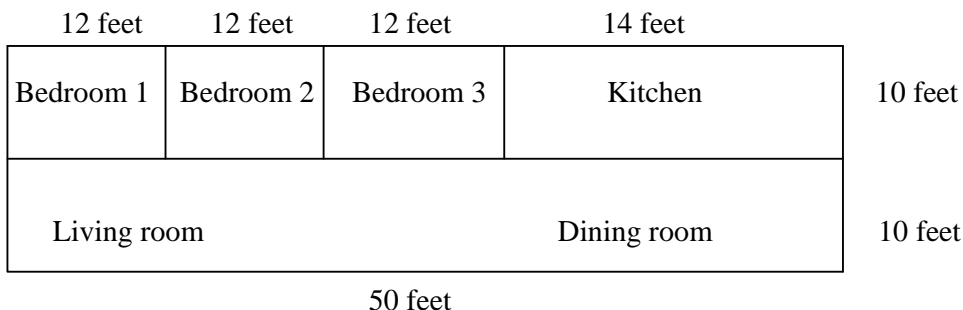 12 feet 12 feet 12 feet 14 feet
Bedroom 1 Bedroom 2 Bedroom 3 Kitchen 10 feet
Living room Dining room 10 feet
50 feet